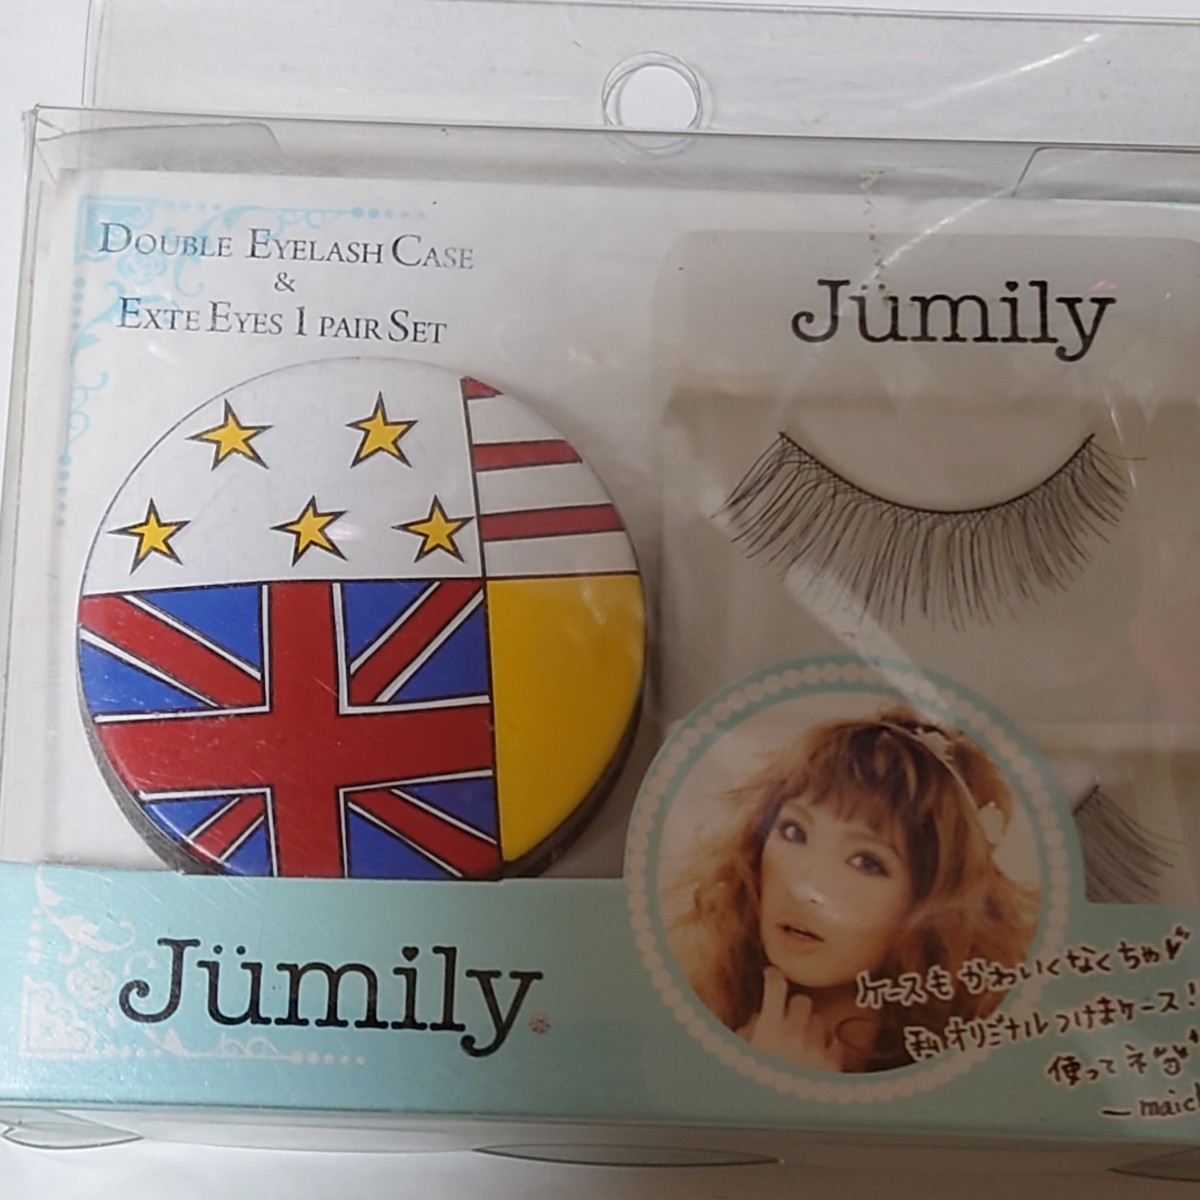 DOUBLE EYELASH CASE
&
EXTE EYES 1 PAIR SET
Jümily
Jümily
ケースもかわいくなくちゃ
私オリジナルつけまケース!
使ってネ